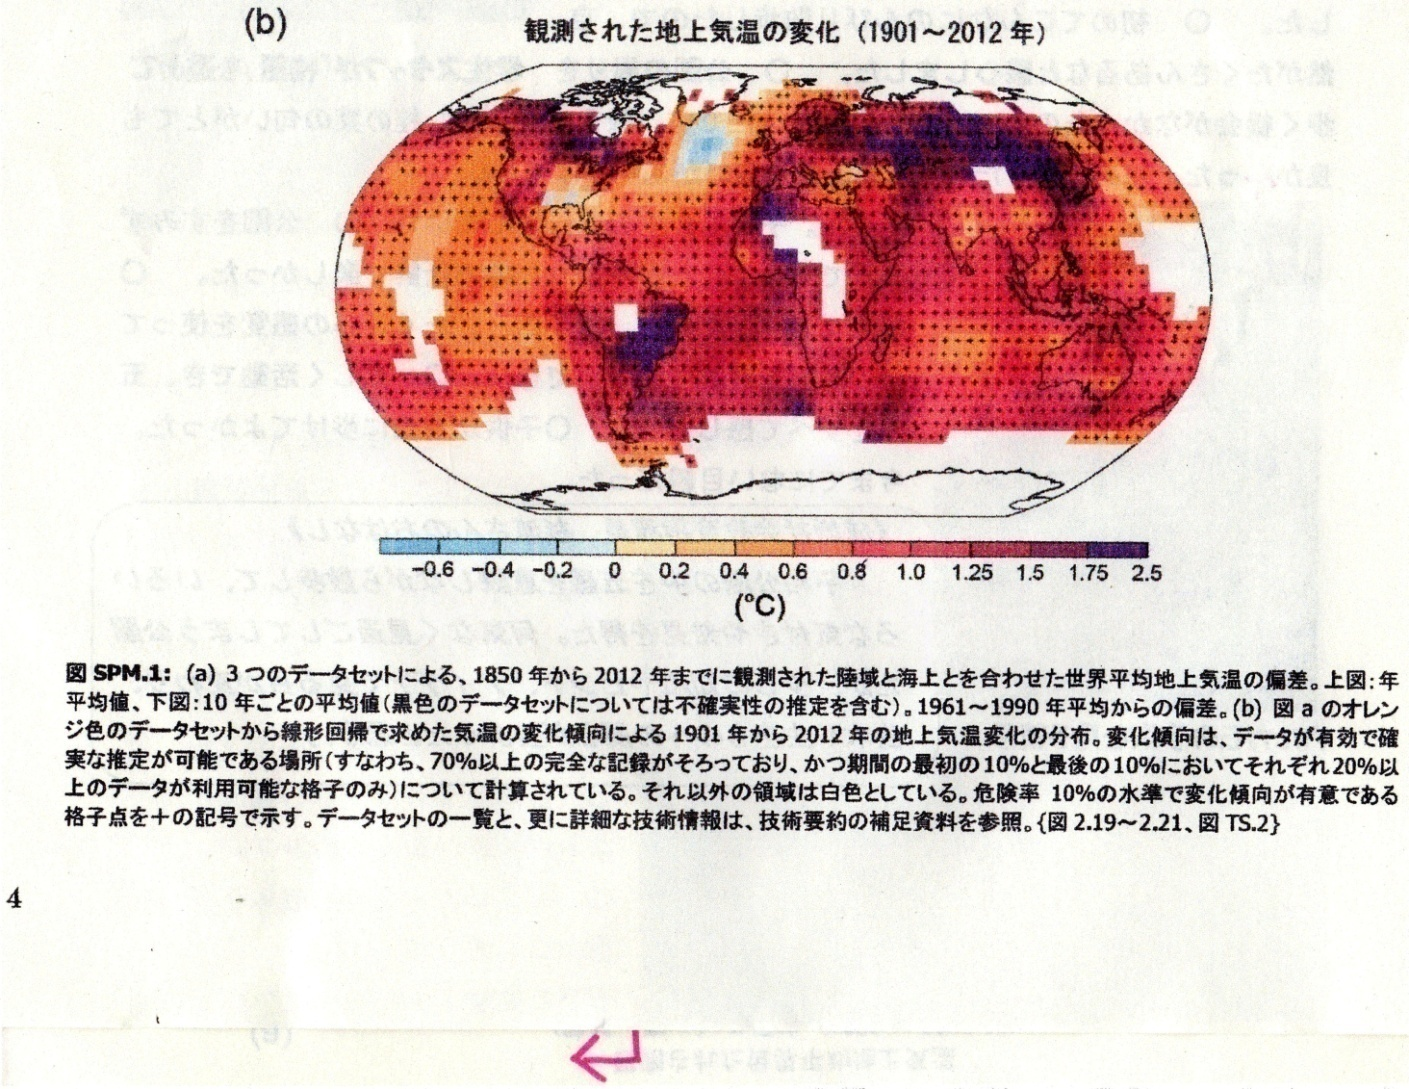 (b)
観測された地上気温の変化（1901～2012 年）
−0.6 −0.4 −0.2 0 0.2 0.4 0.6 0.8 1.0 1.25 1.5 1.75 2.5
(°C)
図 SPM.1: (a) 3 つのデータセットによる、1850 年から 2012 年までに観測された陸域と海上とを合わせた世界平均地上気温の偏差。上図:年
平均値、下図:10 年ごとの平均値(黒色のデータセットについては不確実性の推定を含む)。1961～1990 年平均からの偏差。(b) 図 a のオレン
ジ色のデータセットから線形回帰で求めた気温の変化傾向による 1901 年から 2012 年の地上気温変化の分布。変化傾向は、データが有効で確
実な推定が可能である場所(すなわち、70%以上の完全な記録がそろっており、かつ期間の最初の10%と最後の10%においてそれぞれ20%以
上のデータが利用可能な格子のみ)について計算されている。それ以外の領域は白色としている。危険率 10%の水準で変化傾向が有意である
格子点を＋の記号で示す。データセットの一覧と、更に詳細な技術情報は、技術要約の補足資料を参照。{図 2.19～2.21、図 TS.2}
4